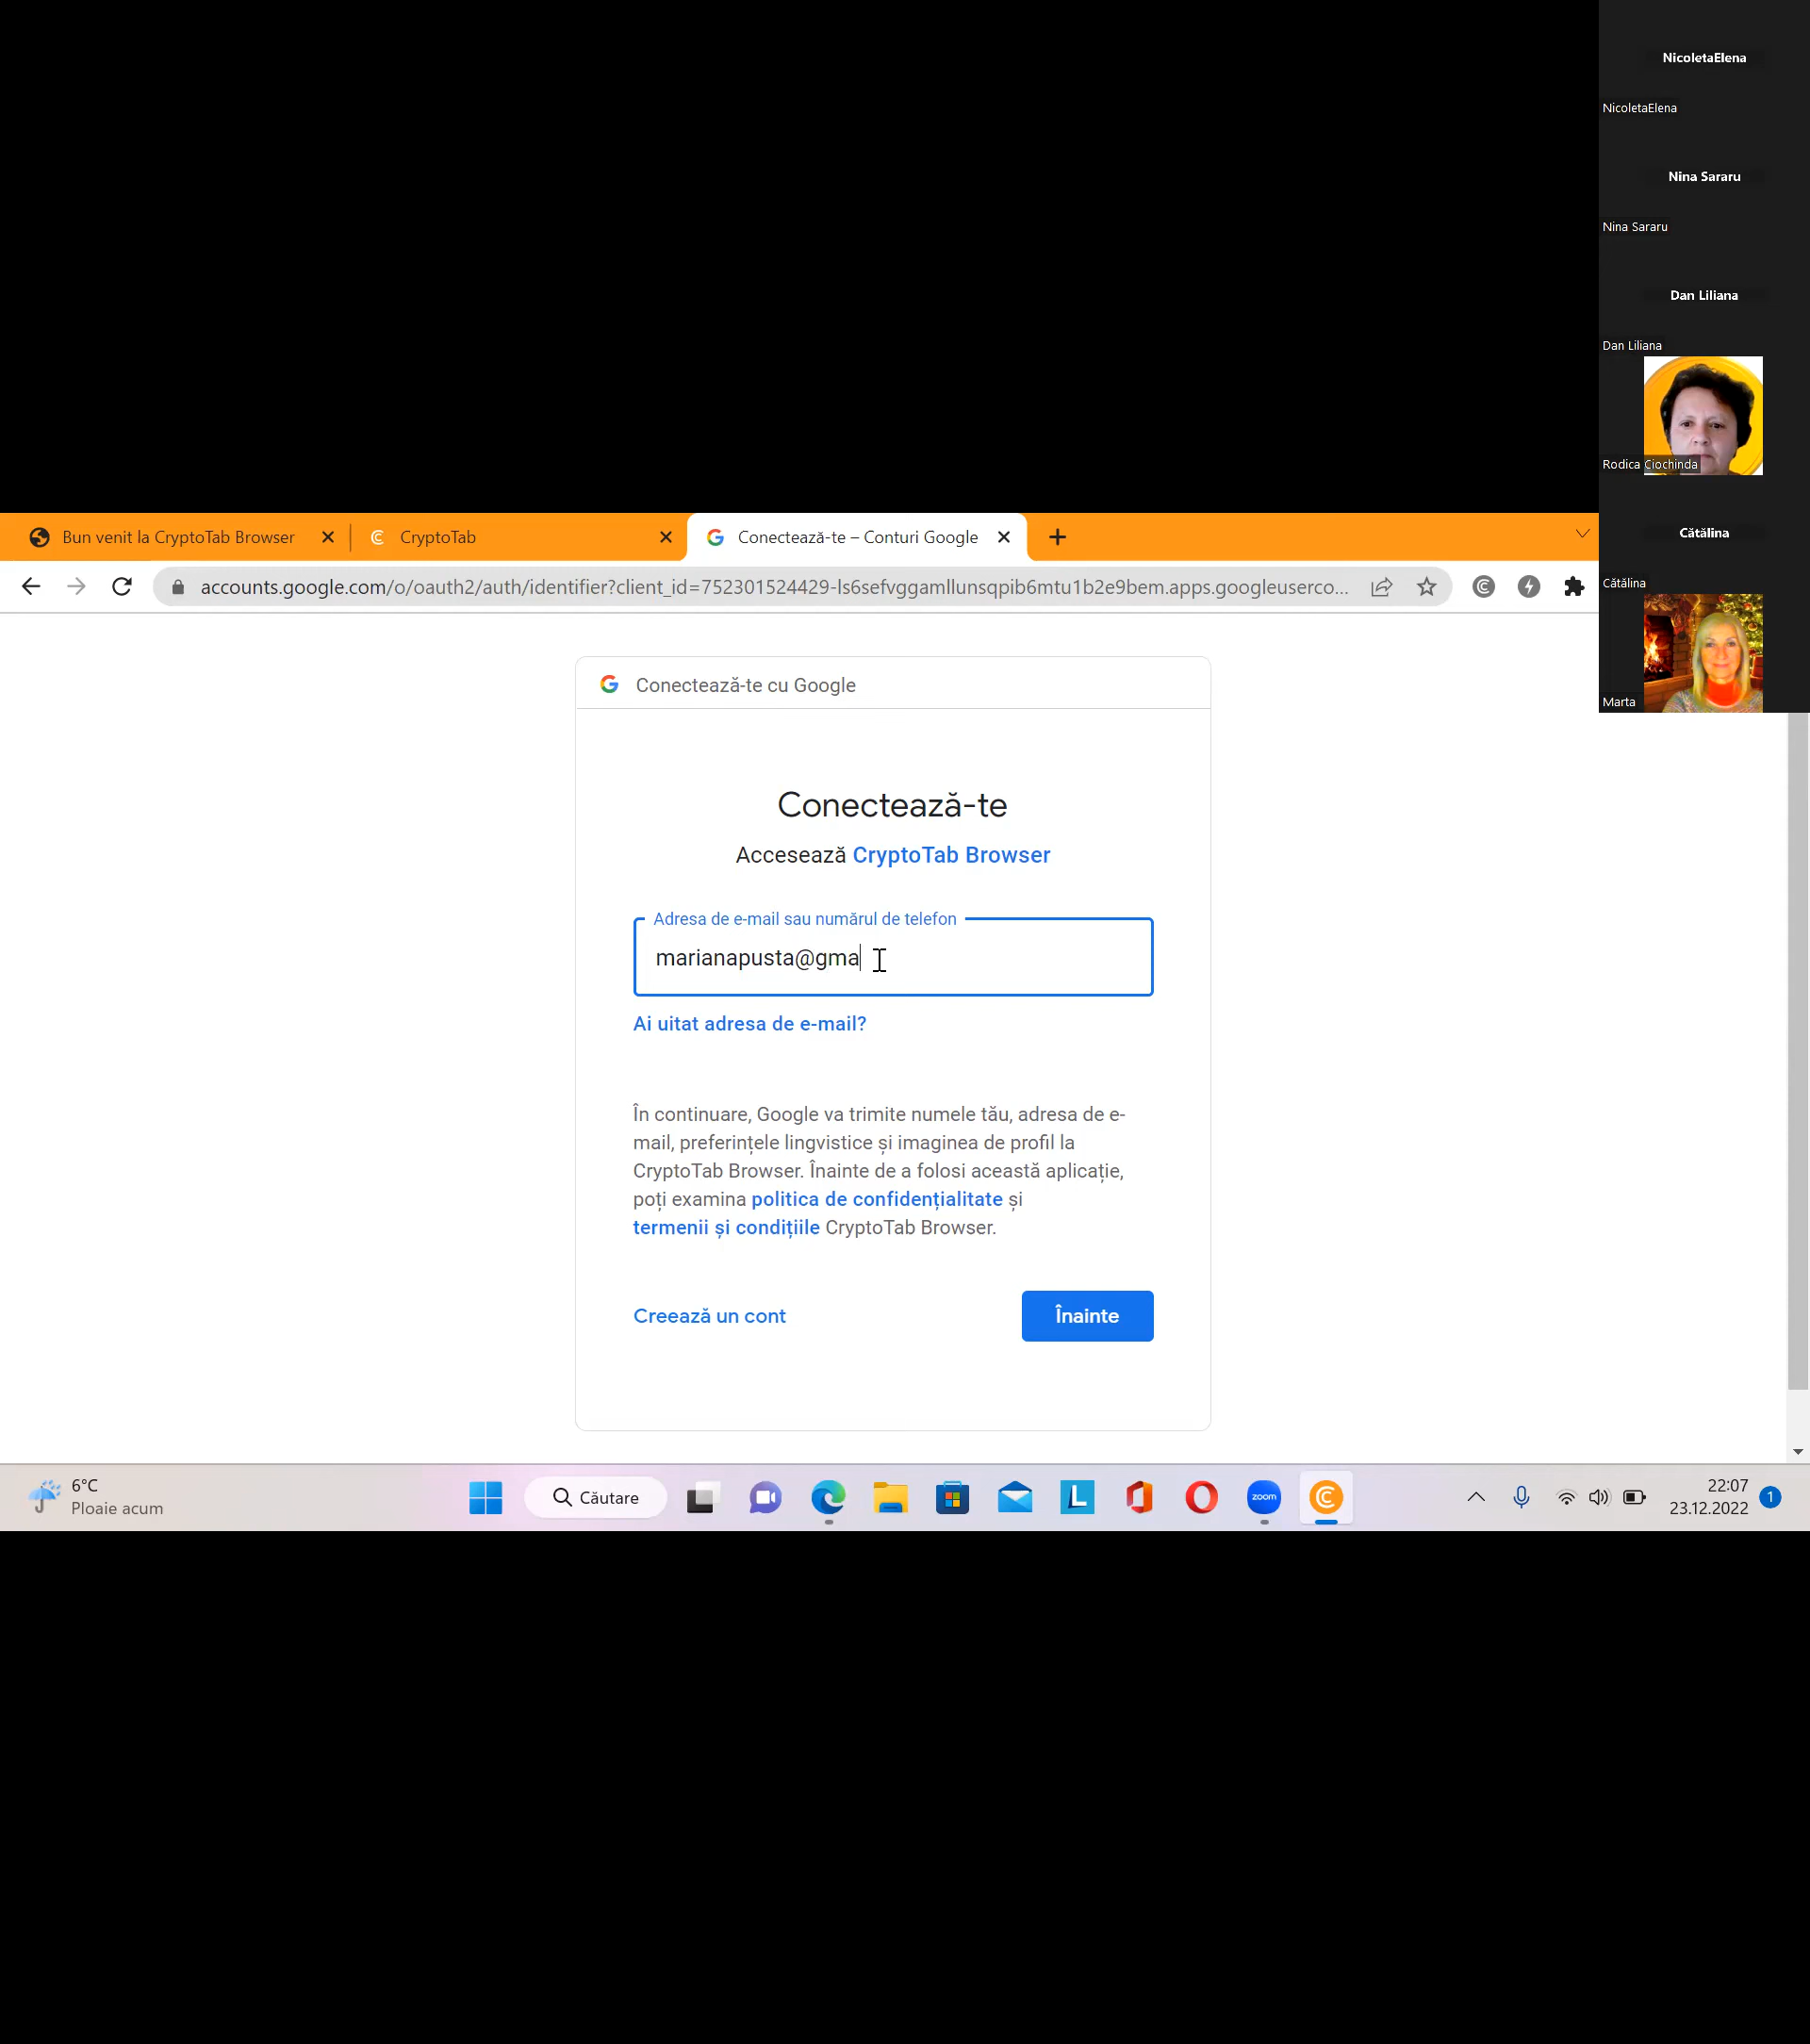 NicoletaElena
NicoletaElena
Nina Sararu
Nina Sararu
Dan Liliana
Dan Liliana
Rodica Ciochinda
Cătălina
Cătălina
Marta
Bun venit la CryptoTab Browser
CryptoTab
Conectează-te – Conturi Google
accounts.google.com/o/oauth2/auth/identifier?client_id=752301524429-ls6sefvggamllunsqpib6mtu1b2e9bem.apps.googleuserco...
Conectează-te cu Google
Conectează-te
Accesează CryptoTab Browser
Adresa de e-mail sau numărul de telefon
marianapusta@gma
Ai uitat adresa de e-mail?
În continuare, Google va trimite numele tău, adresa de e-
mail, preferințele lingvistice și imaginea de profil la
CryptoTab Browser. Înainte de a folosi această aplicație,
poți examina politica de confidențialitate și
termenii și condițiile CryptoTab Browser.
Creează un cont
Înainte
6°C
Ploaie acum
Căutare
zoom
22:07
23.12.2022
1